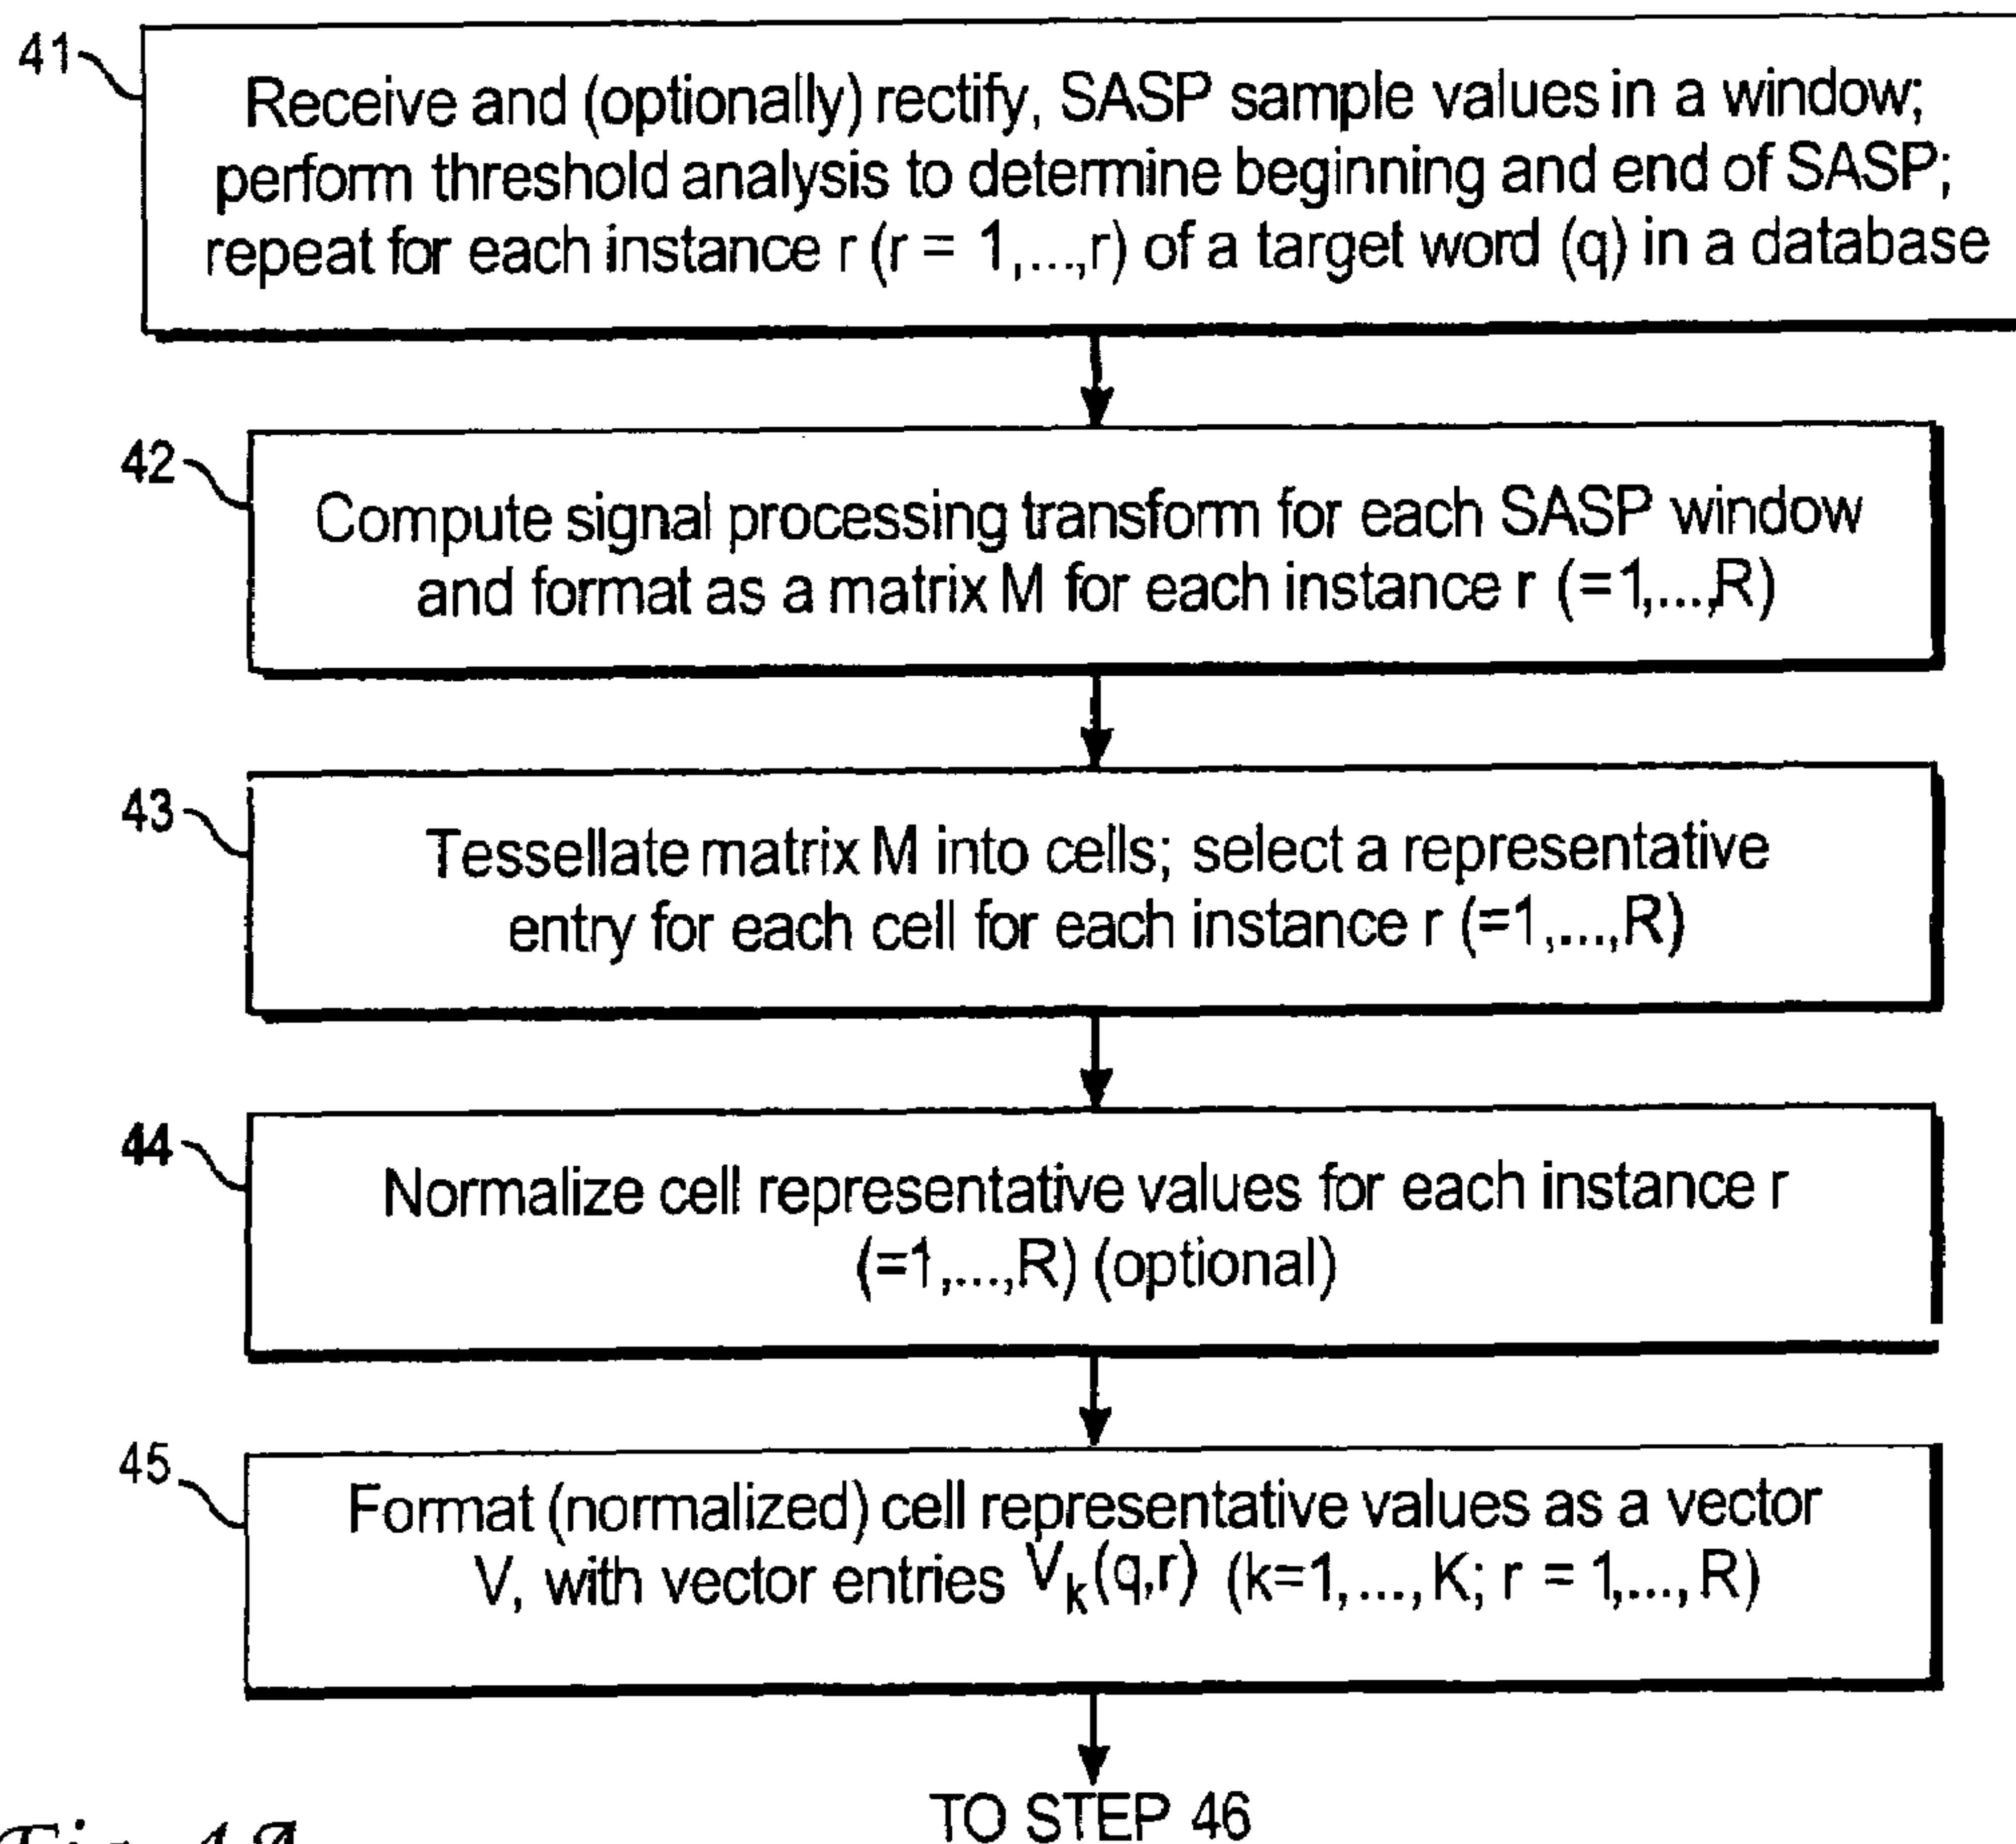 41
Receive and (optionally) rectify, SASP sample values in a window;
perform threshold analysis to determine beginning and end of SASP;
repeat for each instance r (r = 1,...,r) of a target word (q) in a database
42
Compute signal processing transform for each SASP window
and format as a matrix M for each instance r (=1,...,R)
43
Tessellate matrix M into cells; select a representative
entry for each cell for each instance r (=1,...,R)
44
Normalize cell representative values for each instance r
(=1,...,R) (optional)
45
Format (normalized) cell representative values as a vector
V, with vector entries Vₖ(q,r) (k=1,...,K; r = 1,...,R)
TO STEP 46